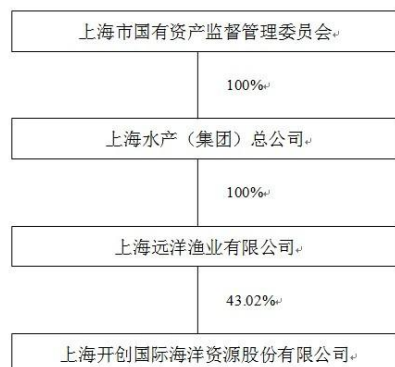 上海市国有资产监督管理委员会
100%
上海水产（集团）总公司
100%
上海远洋渔业有限公司
43.02%
上海开创国际海洋资源股份有限公司